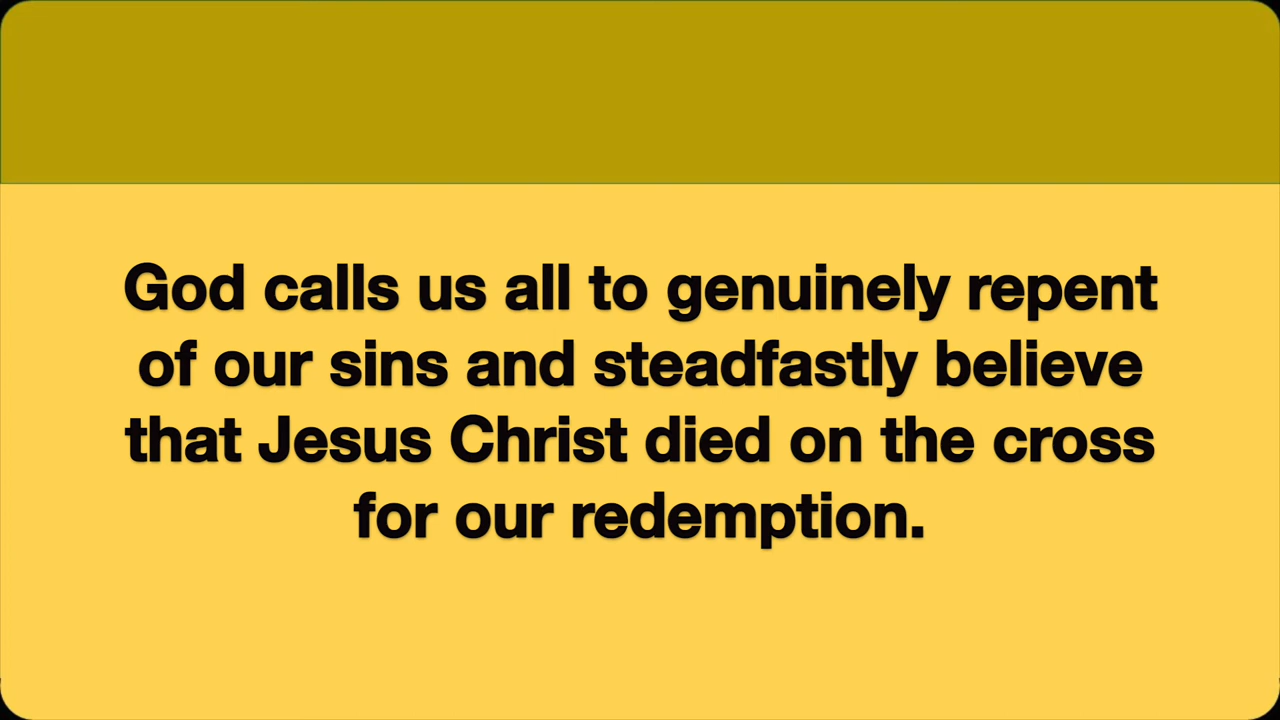 God calls us all to genuinely repent
of our sins and steadfastly believe
that Jesus Christ died on the cross
for our redemption.